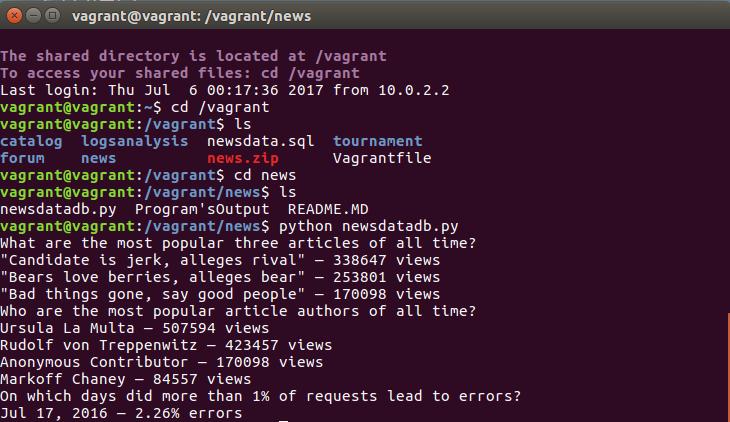 vagrant@vagrant: /vagrant/news
The shared directory is located at /vagrant
To access your shared files: cd /vagrant
Last login: Thu Jul  6 00:17:36 2017 from 10.0.2.2
vagrant@vagrant:~$ cd /vagrant
vagrant@vagrant:/vagrant$ ls
catalog  logsanalysis  newsdata.sql  tournament
forum    news          news.zip      Vagrantfile
vagrant@vagrant:/vagrant$ cd news
vagrant@vagrant:/vagrant/news$ ls
newsdatadb.py  Program'sOutput  README.MD
vagrant@vagrant:/vagrant/news$ python newsdatadb.py
What are the most popular three articles of all time?
"Candidate is jerk, alleges rival" — 338647 views
"Bears love berries, alleges bear" — 253801 views
"Bad things gone, say good people" — 170098 views
Who are the most popular article authors of all time?
Ursula La Multa — 507594 views
Rudolf von Treppenwitz — 423457 views
Anonymous Contributor — 170098 views
Markoff Chaney — 84557 views
On which days did more than 1% of requests lead to errors?
Jul 17, 2016 — 2.26% errors